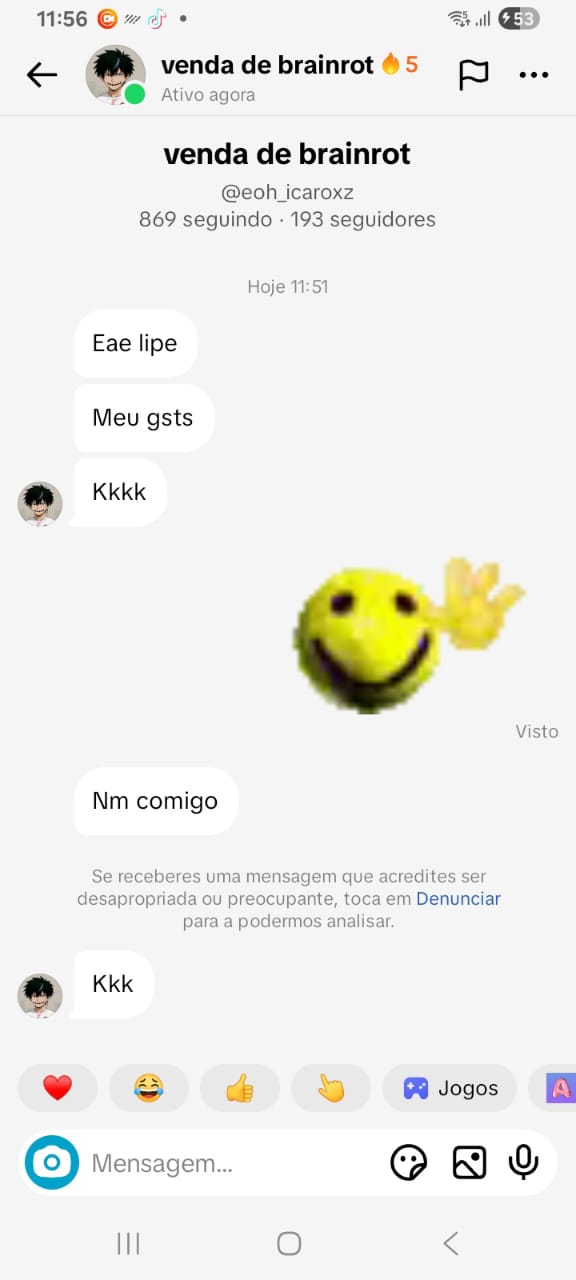 11:56
53
venda de brainrot 🔥 5
Ativo agora
venda de brainrot
@eoh_icaroxz
869 seguindo · 193 seguidores
Hoje 11:51
Eae lipe
Meu gsts
Kkkk
Visto
Nm comigo
Se receberes uma mensagem que acredites ser
desapropriada ou preocupante, toca em Denunciar
para a podermos analisar.
Kkk
Jogos
A
Mensagem...